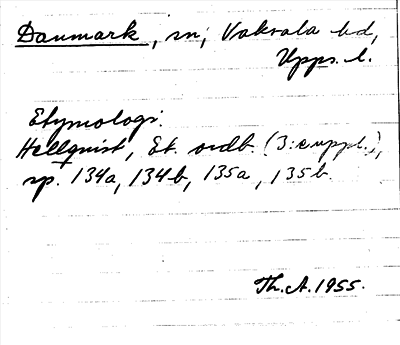 Danmark, sn; Vaksala hd,
Upps. l.
Etymologi:
Hellquist, Et. ordb. (3:e uppl.),
sp. 134a, 134b, 135a, 135b.
Th. A. 1955.